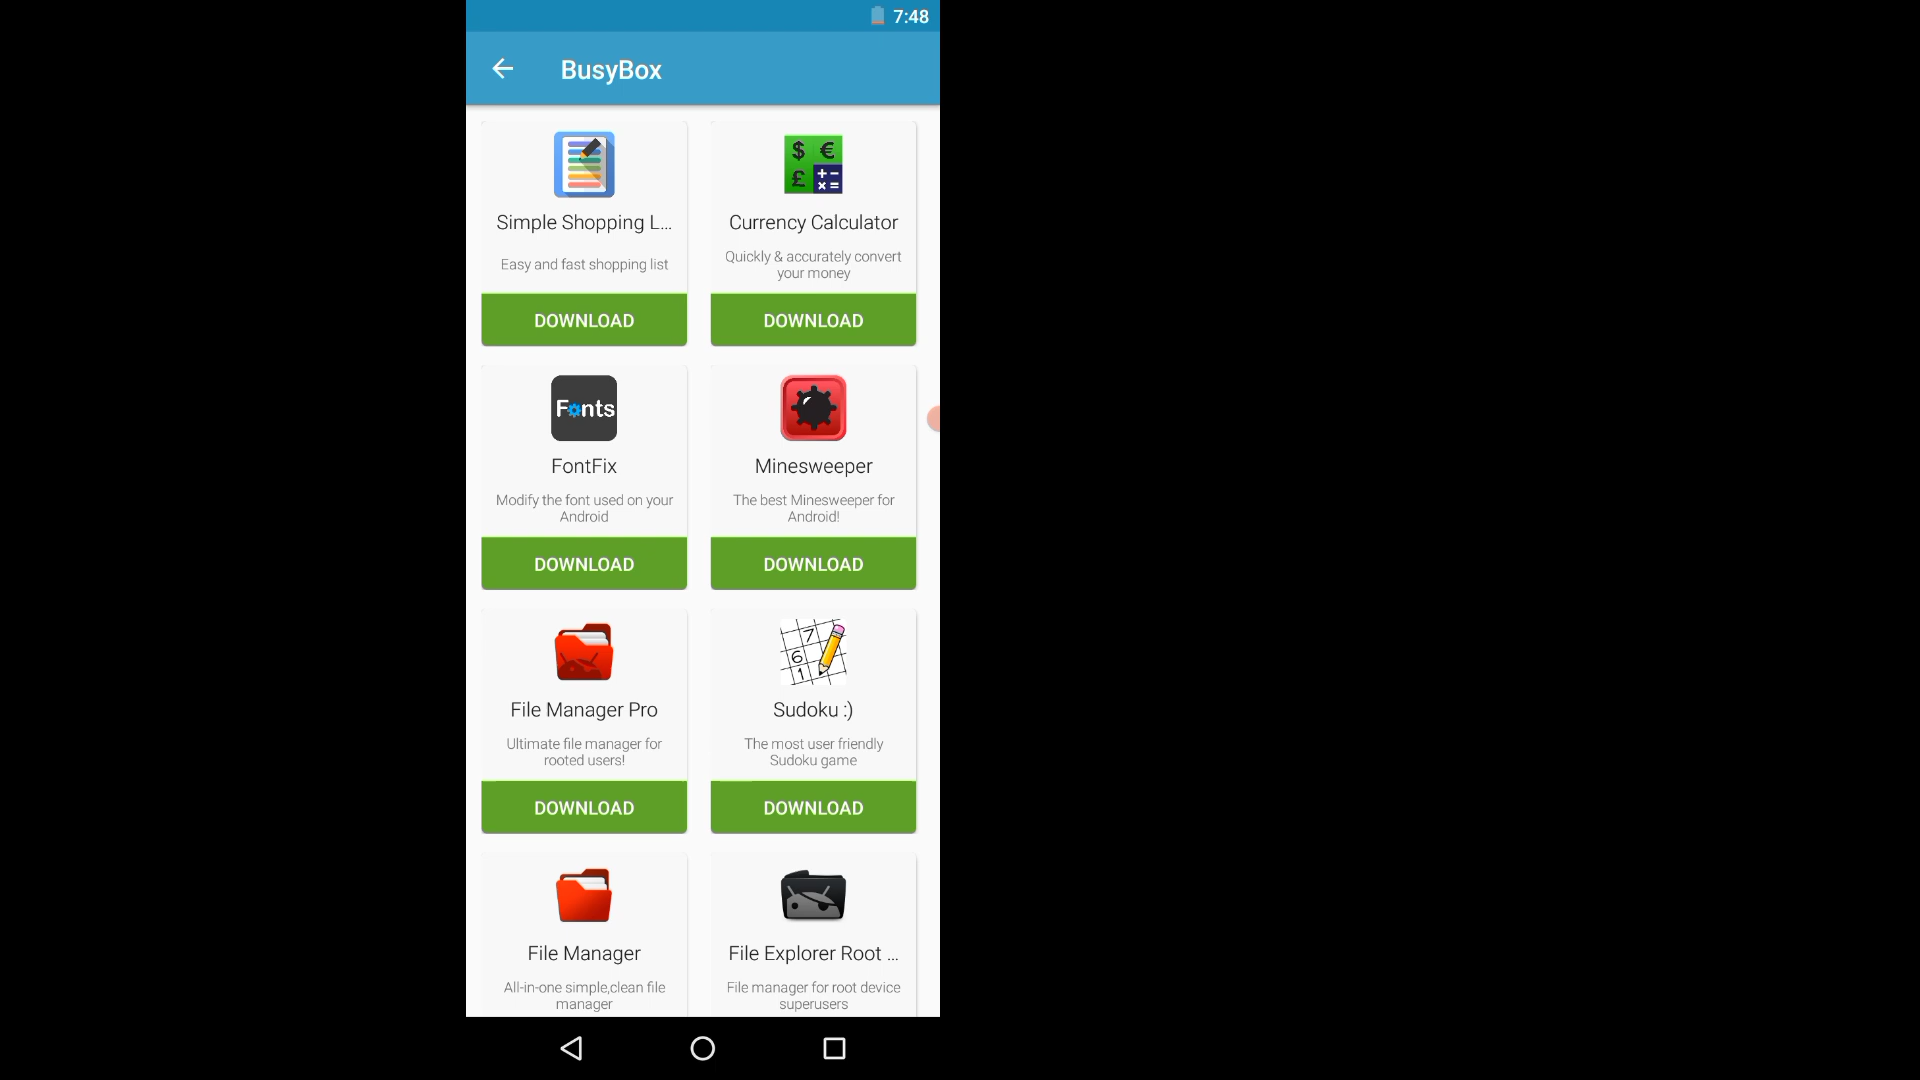 7:48
BusyBox
$ €
£ + −
× =
Simple Shopping L...
Currency Calculator
Easy and fast shopping list
Quickly & accurately convert
your money
DOWNLOAD
DOWNLOAD
Fonts
FontFix
Minesweeper
Modify the font used on your
Android
The best Minesweeper for
Android!
DOWNLOAD
DOWNLOAD
7
6
1
File Manager Pro
Sudoku :)
Ultimate file manager for
rooted users!
The most user friendly
Sudoku game
DOWNLOAD
DOWNLOAD
File Manager
File Explorer Root ...
All-in-one simple,clean file
manager
File manager for root device
superusers